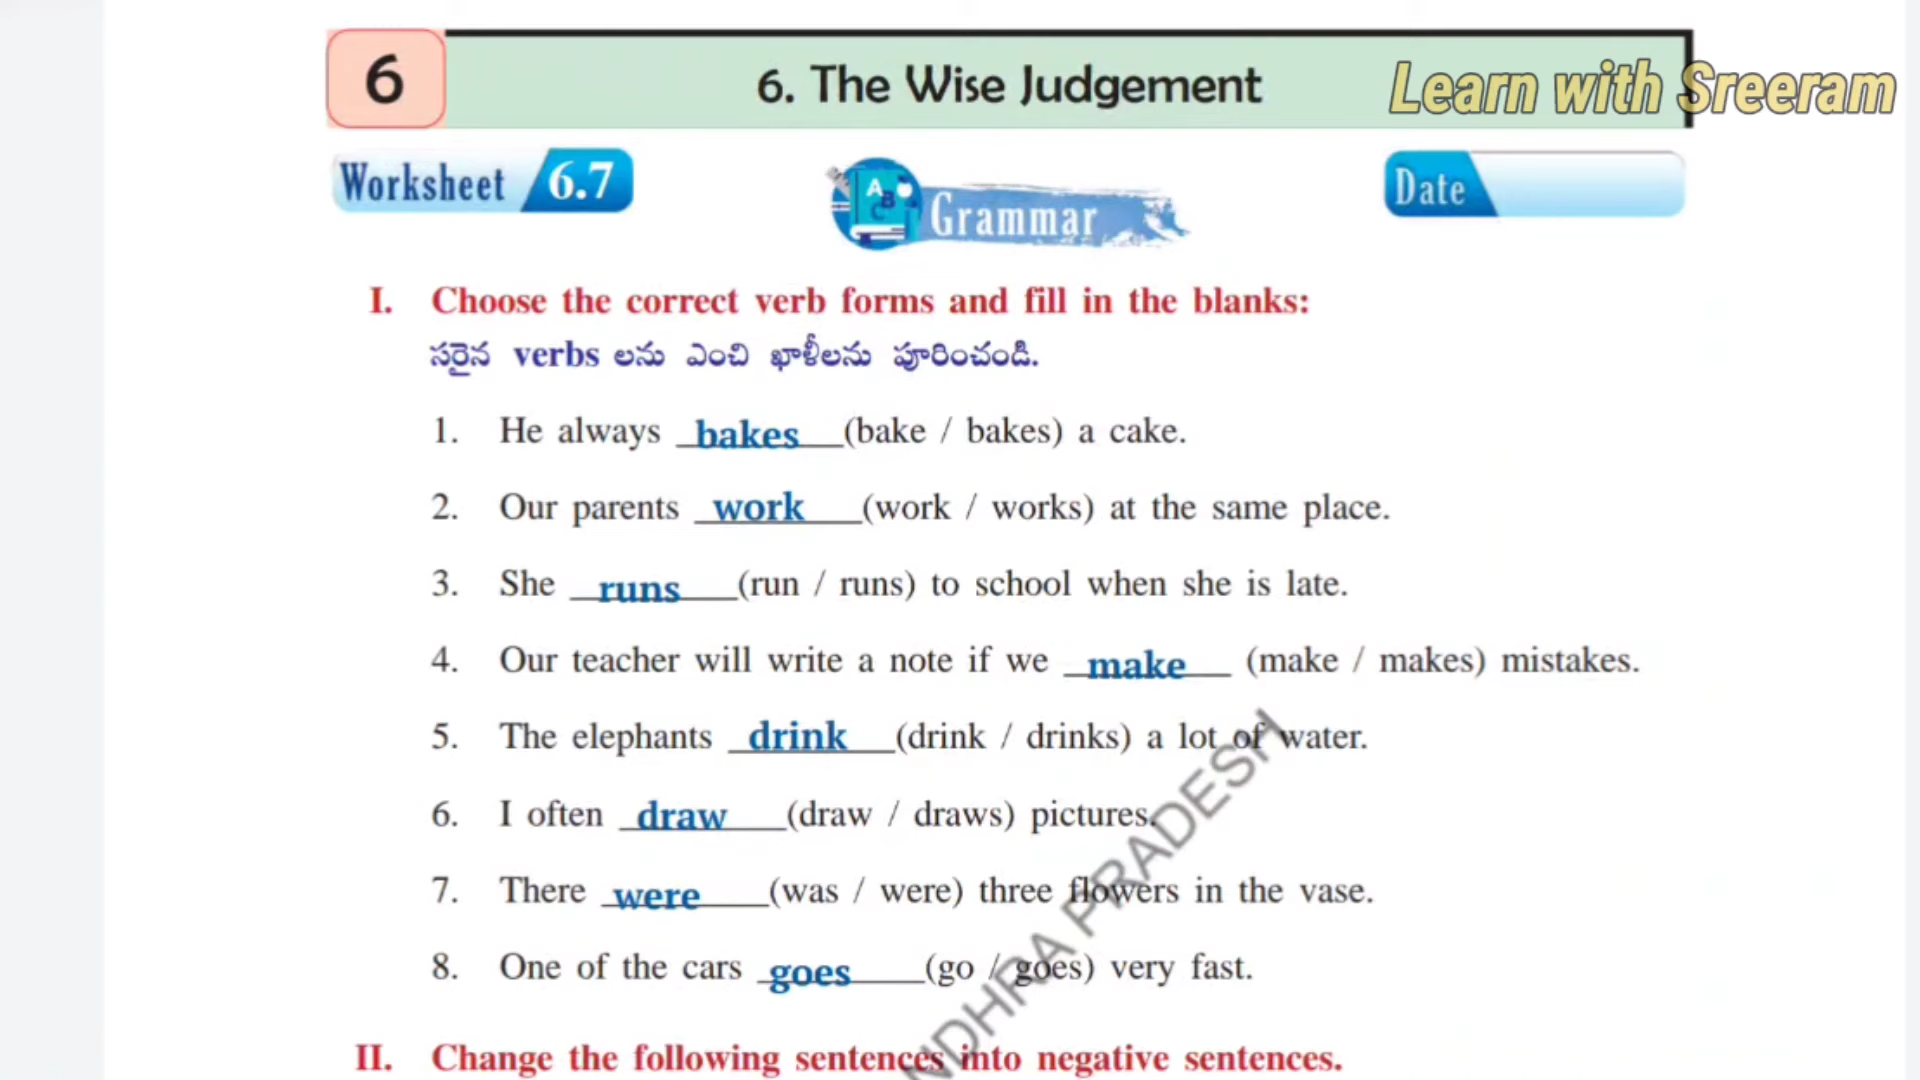 6
6. The Wise Judgement
Learn with Sreeram
Worksheet 6.7
A B C
Grammar
Date
I. Choose the correct verb forms and fill in the blanks:
సరైన verbs లను ఎంచి ఖాళీలను పూరించండి.
1. He always bakes (bake / bakes) a cake.
2. Our parents work (work / works) at the same place.
3. She runs (run / runs) to school when she is late.
4. Our teacher will write a note if we make (make / makes) mistakes.
5. The elephants drink (drink / drinks) a lot of water.
6. I often draw (draw / draws) pictures.
7. There were (was / were) three flowers in the vase.
8. One of the cars goes (go / goes) very fast.
NDHRA PRADESH
II. Change the following sentences into negative sentences.